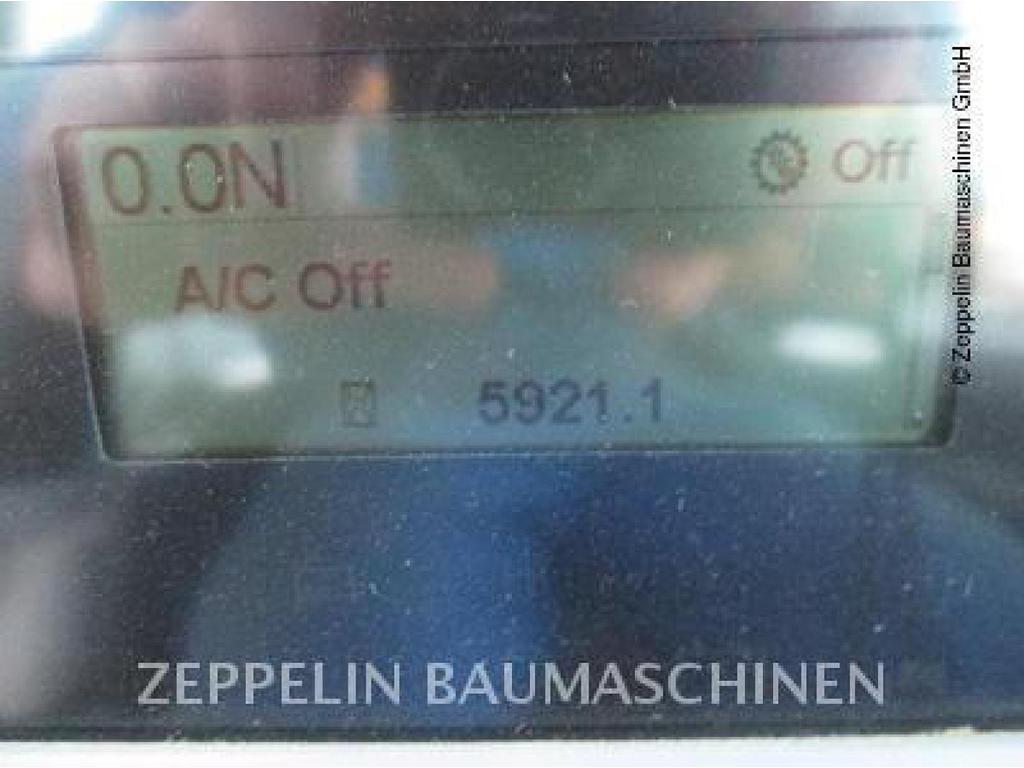 0.0N
Off
A/C Off
5921.1
ZEPPELIN BAUMASCHINEN
© Zeppelin Baumaschinen GmbH